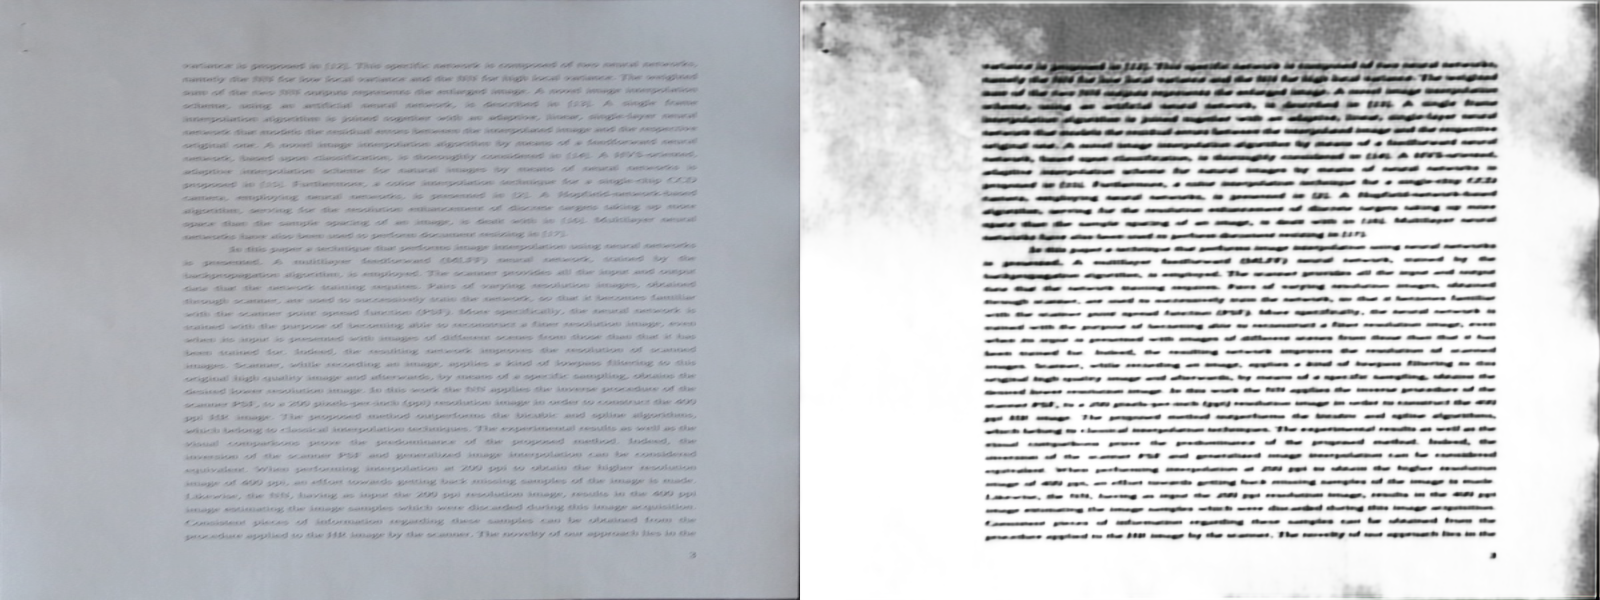 variance is proposed in [12]. This specific network is composed of two neural networks,
namely the NN for low local variance and the NN for high local variance. The weighted
sum of the two NN outputs represents the enlarged image. A novel image interpolation
scheme, using an artificial neural network, is described in [13]. A single frame
interpolation algorithm is joined together with an adaptive, linear, single-layer neural
network that models the residual errors between the interpolated image and the respective
original one. A novel image interpolation algorithm by means of a feedforward neural
network, based upon classification, is thoroughly considered in [14]. A
adaptive interpolation scheme for natural images by means of neural networks is
proposed in [15]. Furthermore, a color interpolation technique for a single-chip CCD
camera, employing neural networks, is presented in A Hopfield-network-based
algorithm, serving for the resolution enhancement of discrete targets taking up more
space than the sample spacing of an image, is dealt with in [16]. Multilayer neural
networks have also been used to perform document resizing in [17].
In this paper a technique that performs image interpolation using neural networks
is presented. A multilayer feedforward (MLFF) neural network, trained by the
backpropagation algorithm, is employed. The scanner provides all the input and output
data that the network training requires. Pairs of varying resolution images, obtained
through scanner, are used to successively train the network, so that it becomes familiar
with the scanner point spread function (PSF). More specifically, the neural network is
trained with the purpose of becoming able to reconstruct a finer resolution image, even
when its input is presented with images of different scenes from those than that it has
been trained for. Indeed, the resulting network improves the resolution of scanned
images. Scanner, while recording an image, applies a kind of lowpass filtering to this
original high quality image and afterwards, by means of a specific sampling, obtains the
desired lower resolution image. In this work the NN applies the inverse procedure of the
scanner PSF, to a 200 pixels-per-inch (ppi) resolution image in order to construct the 400
ppi HR image. The proposed method outperforms the bicubic and spline algorithms,
which belong to classical interpolation techniques. The experimental results as well as the
visual comparisons prove the predominance of the proposed method. Indeed, the
inversion of the scanner PSF and generalized image interpolation can be considered
equivalent. When performing interpolation at 200 ppi to obtain the higher resolution
image of 400 ppi, an effort towards getting back missing samples of the image is made.
Likewise, the NN, having as input the 200 ppi resolution image, results in the 400 ppi
image estimating the image samples which were discarded during this image acquisition.
Consistent pieces of information regarding these samples can be obtained from the
procedure applied to the HR image by the scanner. The novelty of our approach lies in the
3